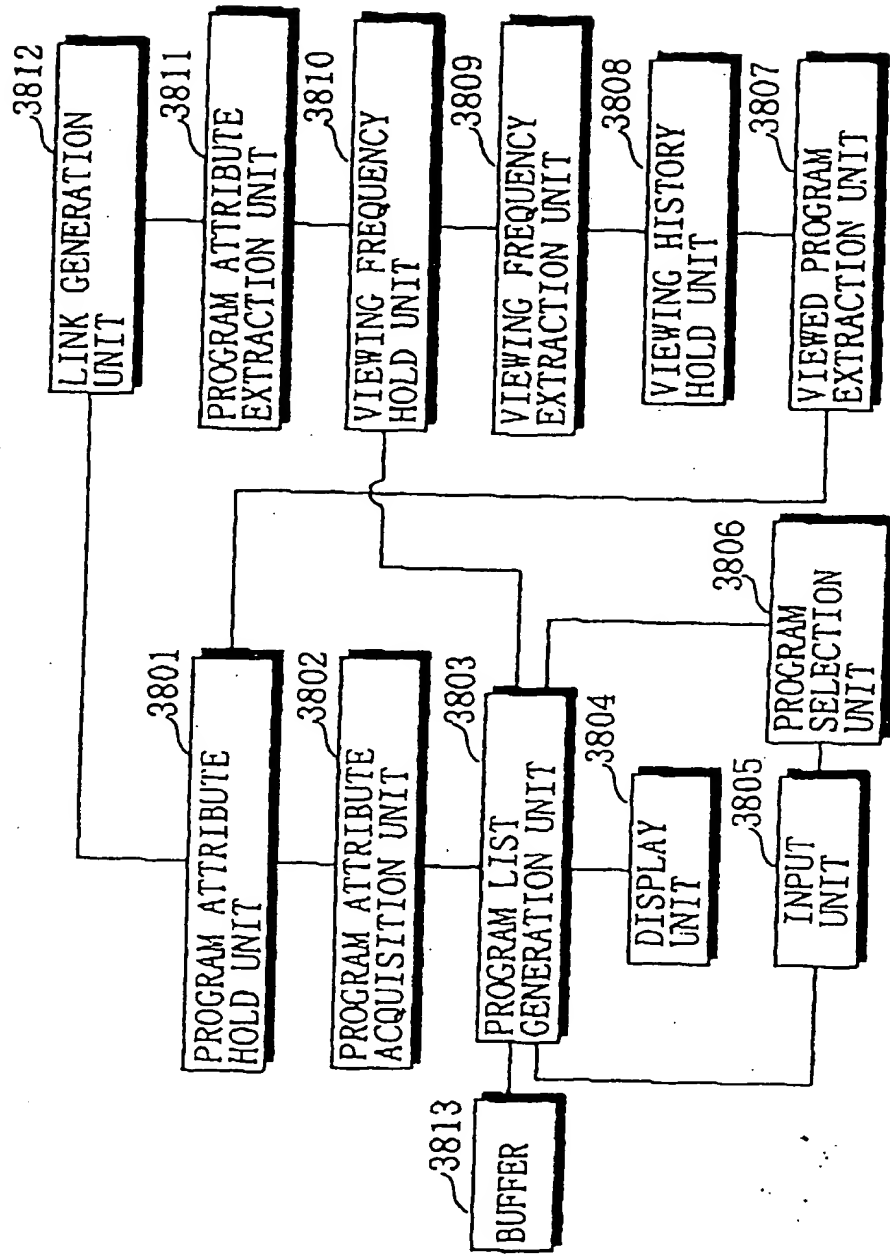 3801
PROGRAM ATTRIBUTE
HOLD UNIT
3802
PROGRAM ATTRIBUTE
ACQUISITION UNIT
3803
PROGRAM LIST
GENERATION UNIT
3804
DISPLAY
UNIT
3805
INPUT
UNIT
3806
PROGRAM
SELECTION
UNIT
3813
BUFFER
3812
LINK GENERATION
UNIT
3811
PROGRAM ATTRIBUTE
EXTRACTION UNIT
3810
VIEWING FREQUENCY
HOLD UNIT
3809
VIEWING FREQUENCY
EXTRACTION UNIT
3808
VIEWING HISTORY
HOLD UNIT
3807
VIEWED PROGRAM
EXTRACTION UNIT